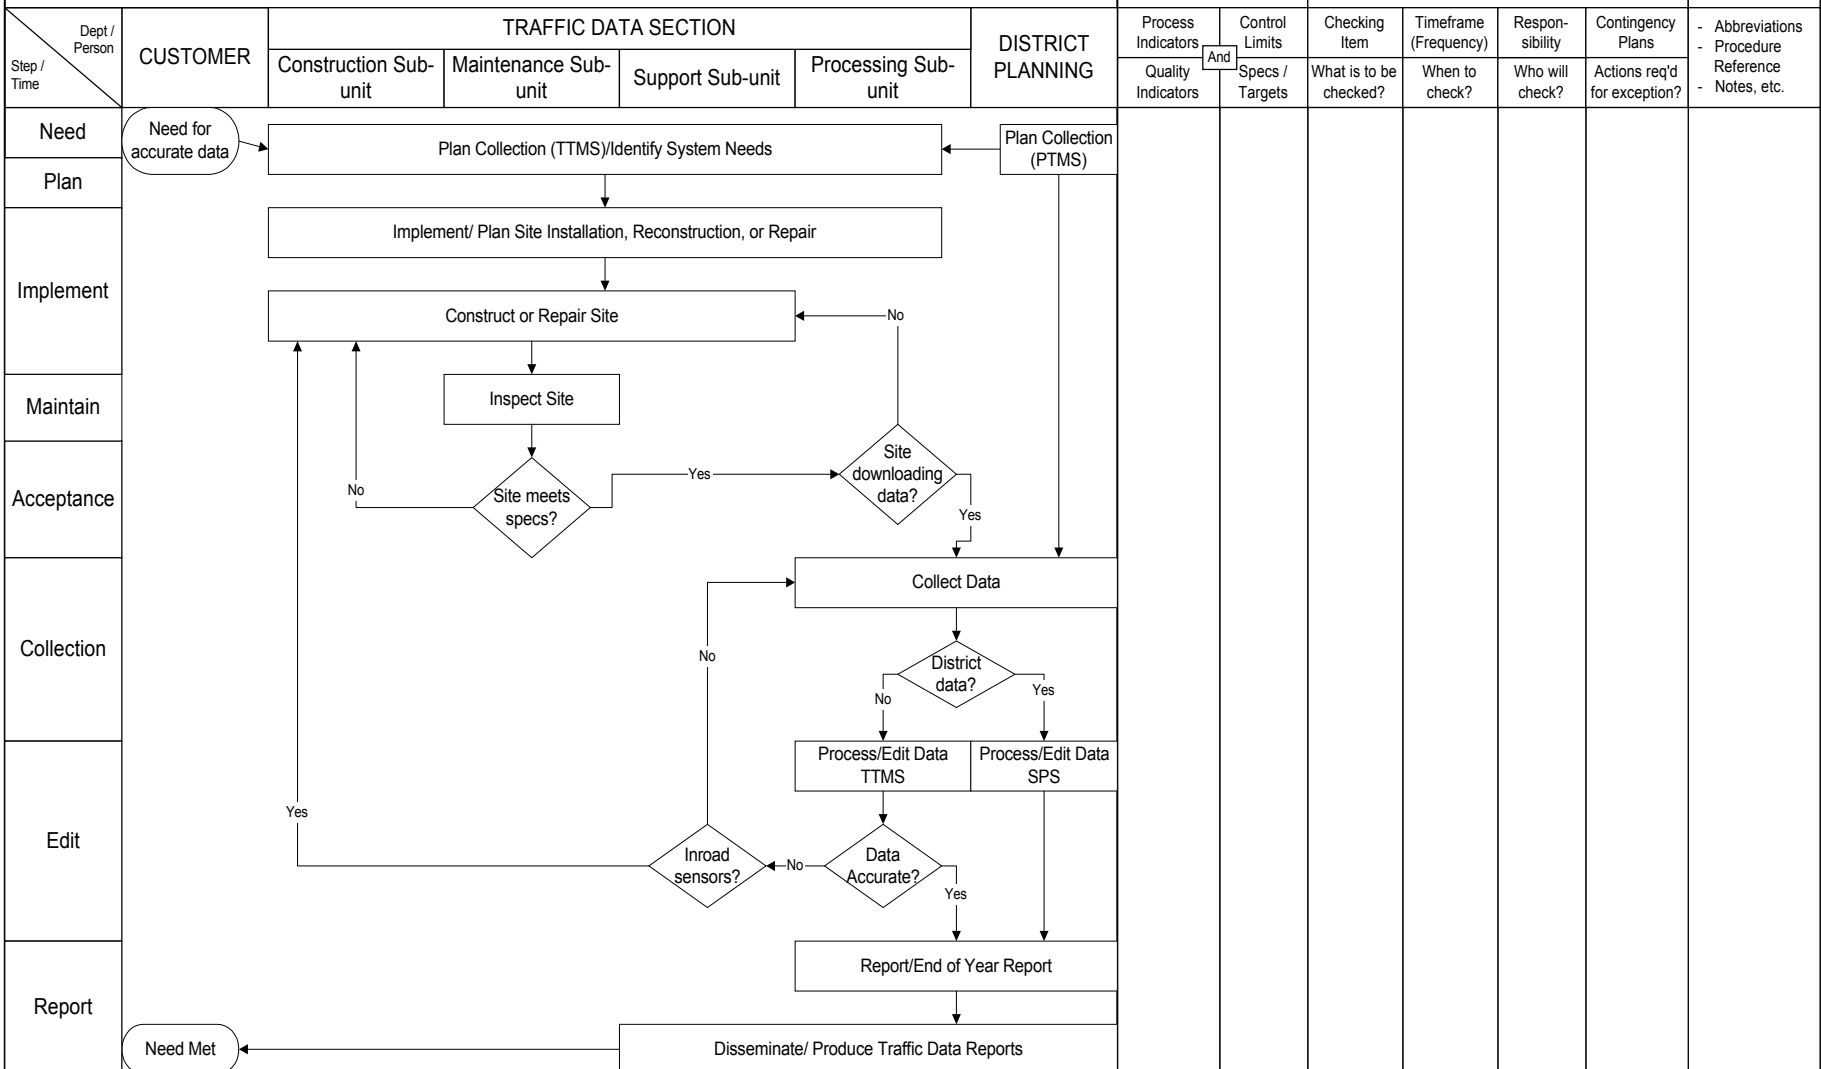 Dept /
Person
Step /
Time
CUSTOMER
TRAFFIC DATA SECTION
Construction Sub-
unit
Maintenance Sub-
unit
Support Sub-unit
Processing Sub-
unit
DISTRICT
PLANNING
Process
Indicators
And
Quality
Indicators
Control
Limits
Specs /
Targets
Checking
Item
What is to be
checked?
Timeframe
(Frequency)
When to
check?
Respon-
sibility
Who will
check?
Contingency
Plans
Actions req'd
for exception?
- Abbreviations
- Procedure
Reference
- Notes, etc.
Need
Need for
accurate data
Plan Collection (TTMS)/Identify System Needs
Plan Collection
(PTMS)
Plan
Implement/ Plan Site Installation, Reconstruction, or Repair
Implement
Construct or Repair Site
No
Maintain
Inspect Site
Acceptance
No
Site meets
specs?
Yes
Site
downloading
data?
Yes
Collection
Collect Data
No
District
data?
No
Yes
Process/Edit Data
TTMS
Process/Edit Data
SPS
Edit
Yes
Inroad
sensors?
No
Data
Accurate?
Yes
Report
Report/End of Year Report
Need Met
Disseminate/ Produce Traffic Data Reports